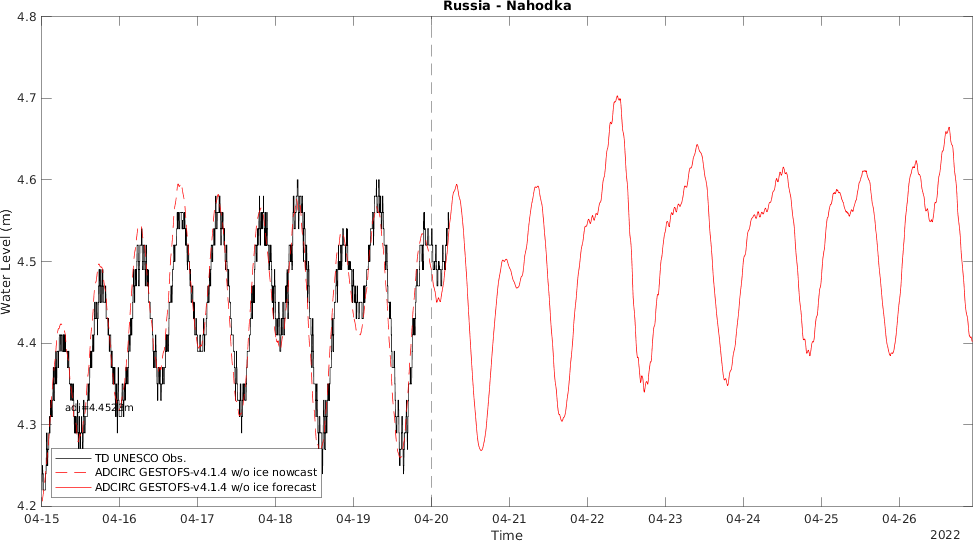 Russia - Nahodka
4.8
4.7
4.6
4.5
4.4
4.3
4.2
Water Level (m)
adj=4.4523m
TD UNESCO Obs.
ADCIRC GESTOFS-v4.1.4 w/o ice nowcast
ADCIRC GESTOFS-v4.1.4 w/o ice forecast
04-15 04-16 04-17 04-18 04-19 04-20 04-21 04-22 04-23 04-24 04-25 04-26
Time
2022